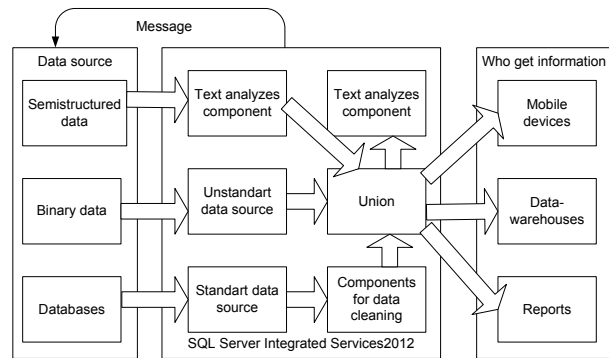 Message
Data source
Semistructured
data
Binary data
Databases
Text analyzes
component
Text analyzes
component
Unstandart
data source
Union
Standart data
source
Components
for data
cleaning
SQL Server Integrated Services2012
Who get information
Mobile
devices
Data-
warehouses
Reports